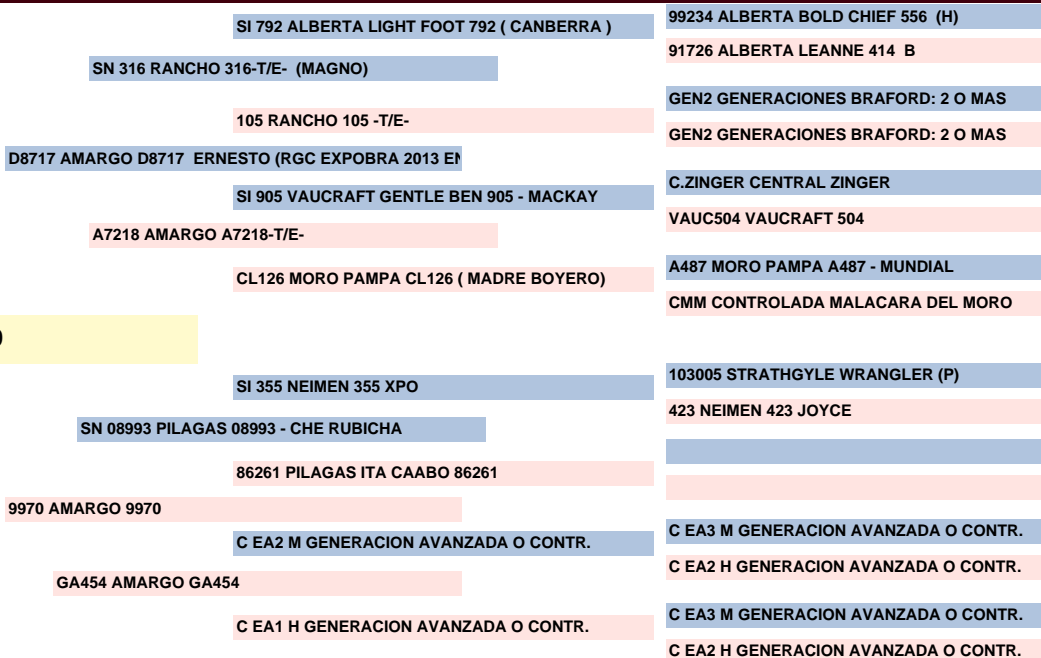 99234 ALBERTA BOLD CHIEF 556 (H)
SI 792 ALBERTA LIGHT FOOT 792 ( CANBERRA )
91726 ALBERTA LEANNE 414 B
SN 316 RANCHO 316-T/E- (MAGNO)
GEN2 GENERACIONES BRAFORD: 2 O MAS
105 RANCHO 105 -T/E-
GEN2 GENERACIONES BRAFORD: 2 O MAS
D8717 AMARGO D8717 ERNESTO (RGC EXPOBRA 2013 EN
C.ZINGER CENTRAL ZINGER
SI 905 VAUCRAFT GENTLE BEN 905 - MACKAY
VAUC504 VAUCRAFT 504
A7218 AMARGO A7218-T/E-
A487 MORO PAMPA A487 - MUNDIAL
CL126 MORO PAMPA CL126 ( MADRE BOYERO)
CMM CONTROLADA MALACARA DEL MORO
103005 STRATHGYLE WRANGLER (P)
SI 355 NEIMEN 355 XPO
423 NEIMEN 423 JOYCE
SN 08993 PILAGAS 08993 - CHE RUBICHA
86261 PILAGAS ITA CAABO 86261
9970 AMARGO 9970
C EA3 M GENERACION AVANZADA O CONTR.
C EA2 M GENERACION AVANZADA O CONTR.
C EA2 H GENERACION AVANZADA O CONTR.
GA454 AMARGO GA454
C EA3 M GENERACION AVANZADA O CONTR.
C EA1 H GENERACION AVANZADA O CONTR.
C EA2 H GENERACION AVANZADA O CONTR.